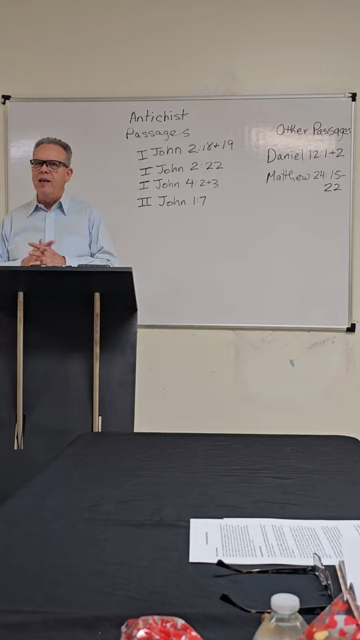 Antichist
Passages
I John 2:18+19
I John 2:22
I John 4:2+3
II John 1:7
Other Passages
Daniel 12:1+2
Matthew 24:15-
22